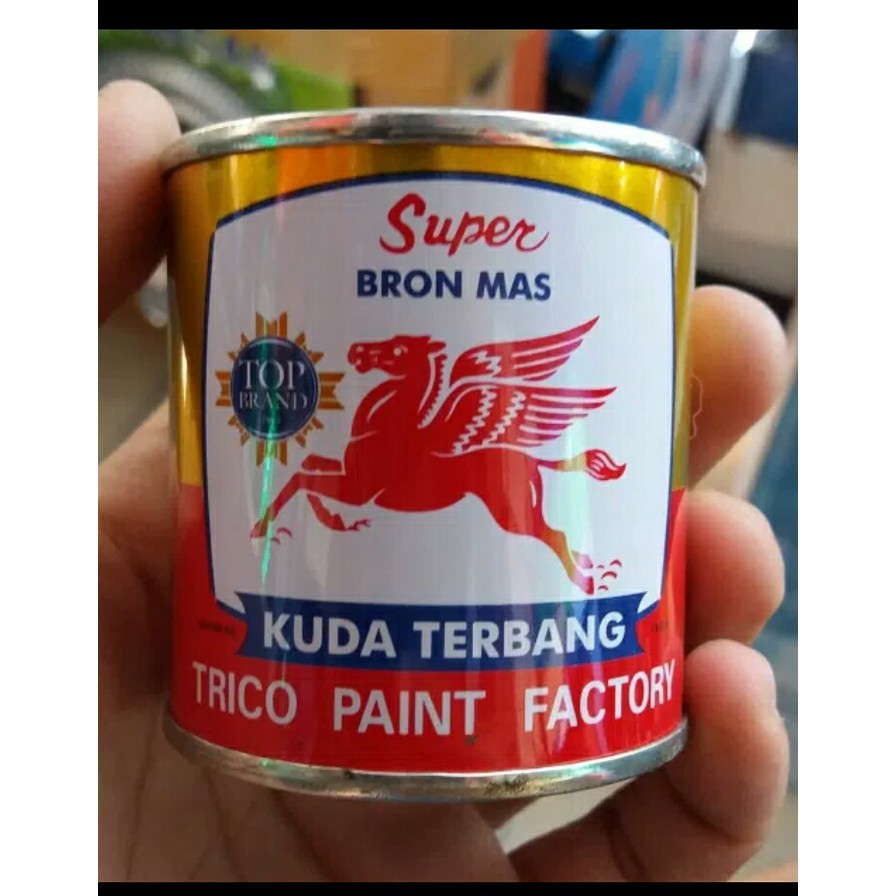 Super
BRON MAS
TOP
BRAND
KUDA TERBANG
TRICO PAINT FACTORY